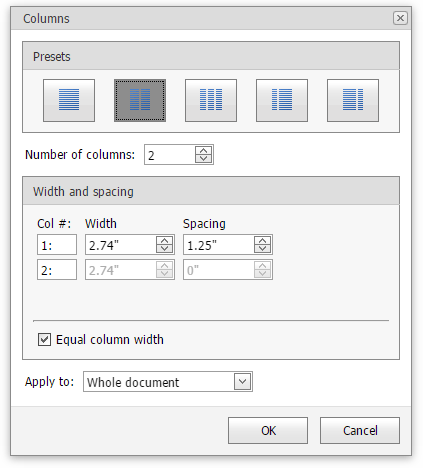 Columns
Presets
Number of columns: 2
Width and spacing
Col #: Width Spacing
1: 2.74" 1.25"
2: 2.74" 0"
Equal column width
Apply to: Whole document
OK Cancel